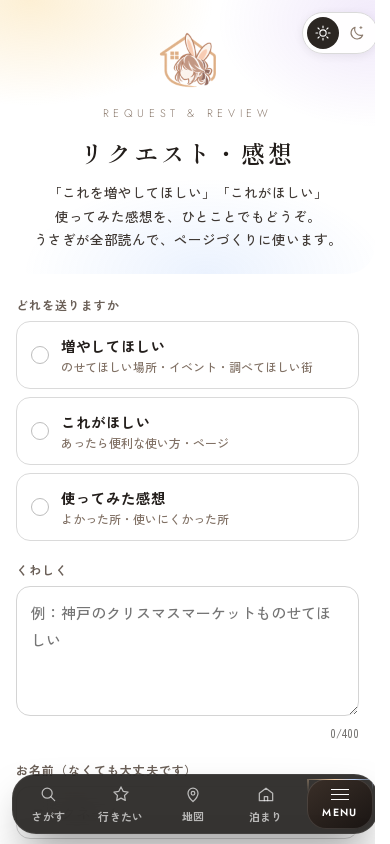 REQUEST & REVIEW
リクエスト・感想
「これを増やしてほしい」「これがほしい」
使ってみた感想を、ひとことでもどうぞ。
うさぎが全部読んで、ページづくりに使います。
どれを送りますか
増やしてほしい
のせてほしい場所・イベント・調べてほしい街
これがほしい
あったら便利な使い方・ページ
使ってみた感想
よかった所・使いにくかった所
くわしく
例：神戸のクリスマスマーケットものせてほ
しい
0/400
お名前（なくても大丈夫です）
さがす
行きたい
地図
泊まり
MENU